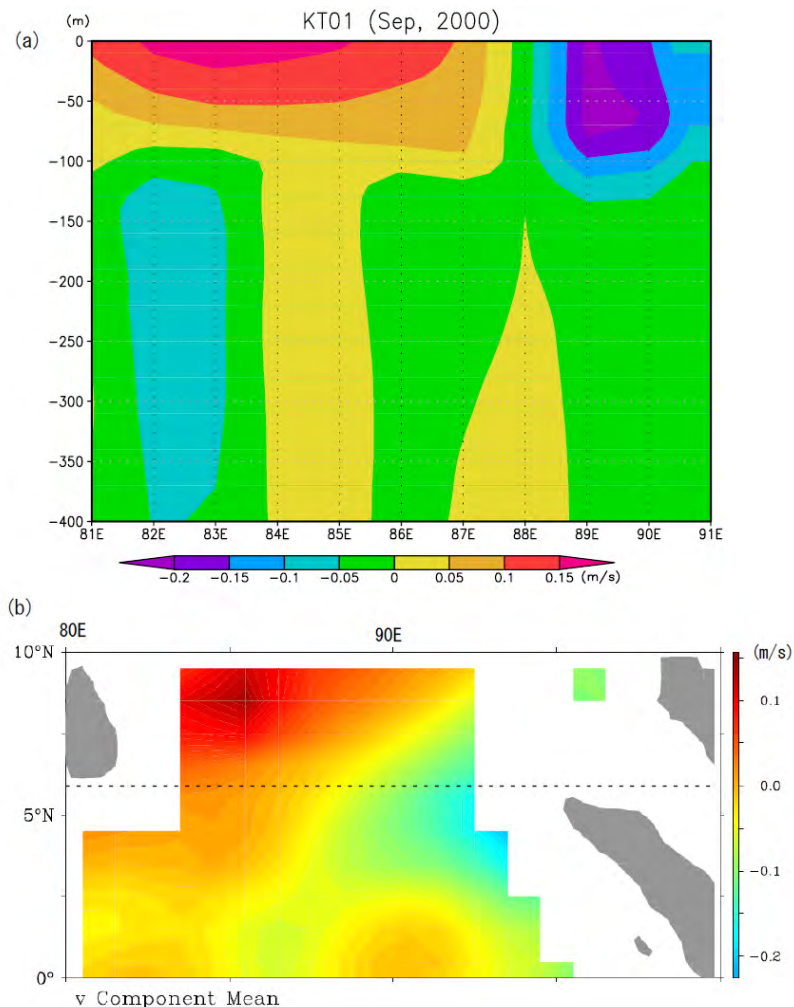 (m)
KT01 (Sep, 2000)
(a)
0
-50
-100
-150
-200
-250
-300
-350
-400
81E 82E 83E 84E 85E 86E 87E 88E 89E 90E 91E
-0.2 -0.15 -0.1 -0.05 0 0.05 0.1 0.15 (m/s)
(b)
80E 90E
10°N (m/s)
0.1
0.0
5°N
-0.1
-0.2
0°
v Component Mean